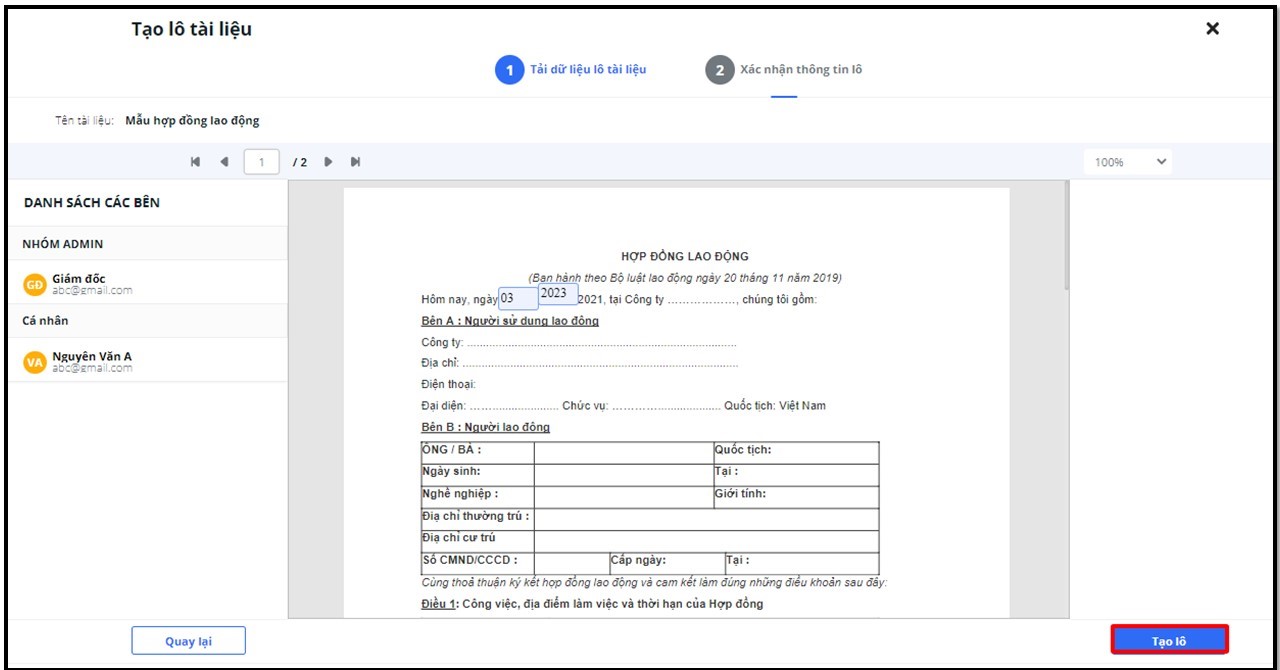 Tạo lô tài liệu
1 Tải dữ liệu lô tài liệu 2 Xác nhận thông tin lô
Tên tài liệu: Mẫu hợp đồng lao động
1 / 2 100%
DANH SÁCH CÁC BÊN
NHÓM ADMIN
GĐ Giám đốc
abc@gmail.com
Cá nhân
VA Nguyên Văn A
abc@gmail.com
HỢP ĐỒNG LAO ĐỘNG
(Ban hành theo Bộ luật lao động ngày 20 tháng 11 năm 2019)
Hôm nay, ngày 03 2023 2021, tại Công ty ………………, chúng tôi gồm:
Bên A : Người sử dụng lao động
Công ty: ................................................................................
Địa chỉ: ..................................................................................
Điện thoại:
Đại diện: ……..................... Chức vụ: …………....................... Quốc tịch: Việt Nam
Bên B : Người lao động
ÔNG / BÀ : Quốc tịch:
Ngày sinh: Tại :
Nghề nghiệp : Giới tính:
Địa chỉ thường trú :
Địa chỉ cư trú
Số CMND/CCCD : Cấp ngày: Tại :
Cùng thoả thuận ký kết hợp đồng lao động và cam kết làm đúng những điều khoản sau đây:
Điều 1: Công việc, địa điểm làm việc và thời hạn của Hợp đồng
Quay lại Tạo lô